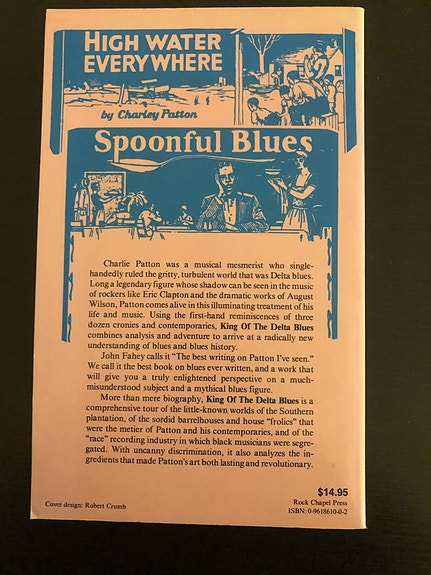 HIGH WATER
EVERYWHERE
by Charley Patton
Spoonful Blues
Charlie Patton was a musical mesmerist who single-
handedly ruled the gritty, turbulent world that was Delta blues.
Long a legendary figure whose shadow can be seen in the music
of rockers like Eric Clapton and the dramatic works of August
Wilson, Patton comes alive in this illuminating treatment of his
life and music. Using the first-hand reminiscences of three
dozen cronies and contemporaries, King Of The Delta Blues
combines analysis and adventure to arrive at a radically new
understanding of blues and blues history.
John Fahey calls it "The best writing on Patton I've seen."
We call it the best book on blues ever written, and a work that
will give you a truly enlightened perspective on a much-
misunderstood subject and a mythical blues figure.
More than mere biography, King Of The Delta Blues is a
comprehensive tour of the little-known worlds of the Southern
plantation, of the sordid barrelhouses and house "frolics" that
were the metier of Patton and his contemporaries, and of the
"race" recording industry in which black musicians were segre-
gated. With uncanny discrimination, it also analyzes the in-
gredients that made Patton's art both lasting and revolutionary.
$14.95
Rock Chapel Press
Cover design: Robert Crumb
ISBN: 0-9618610-0-2